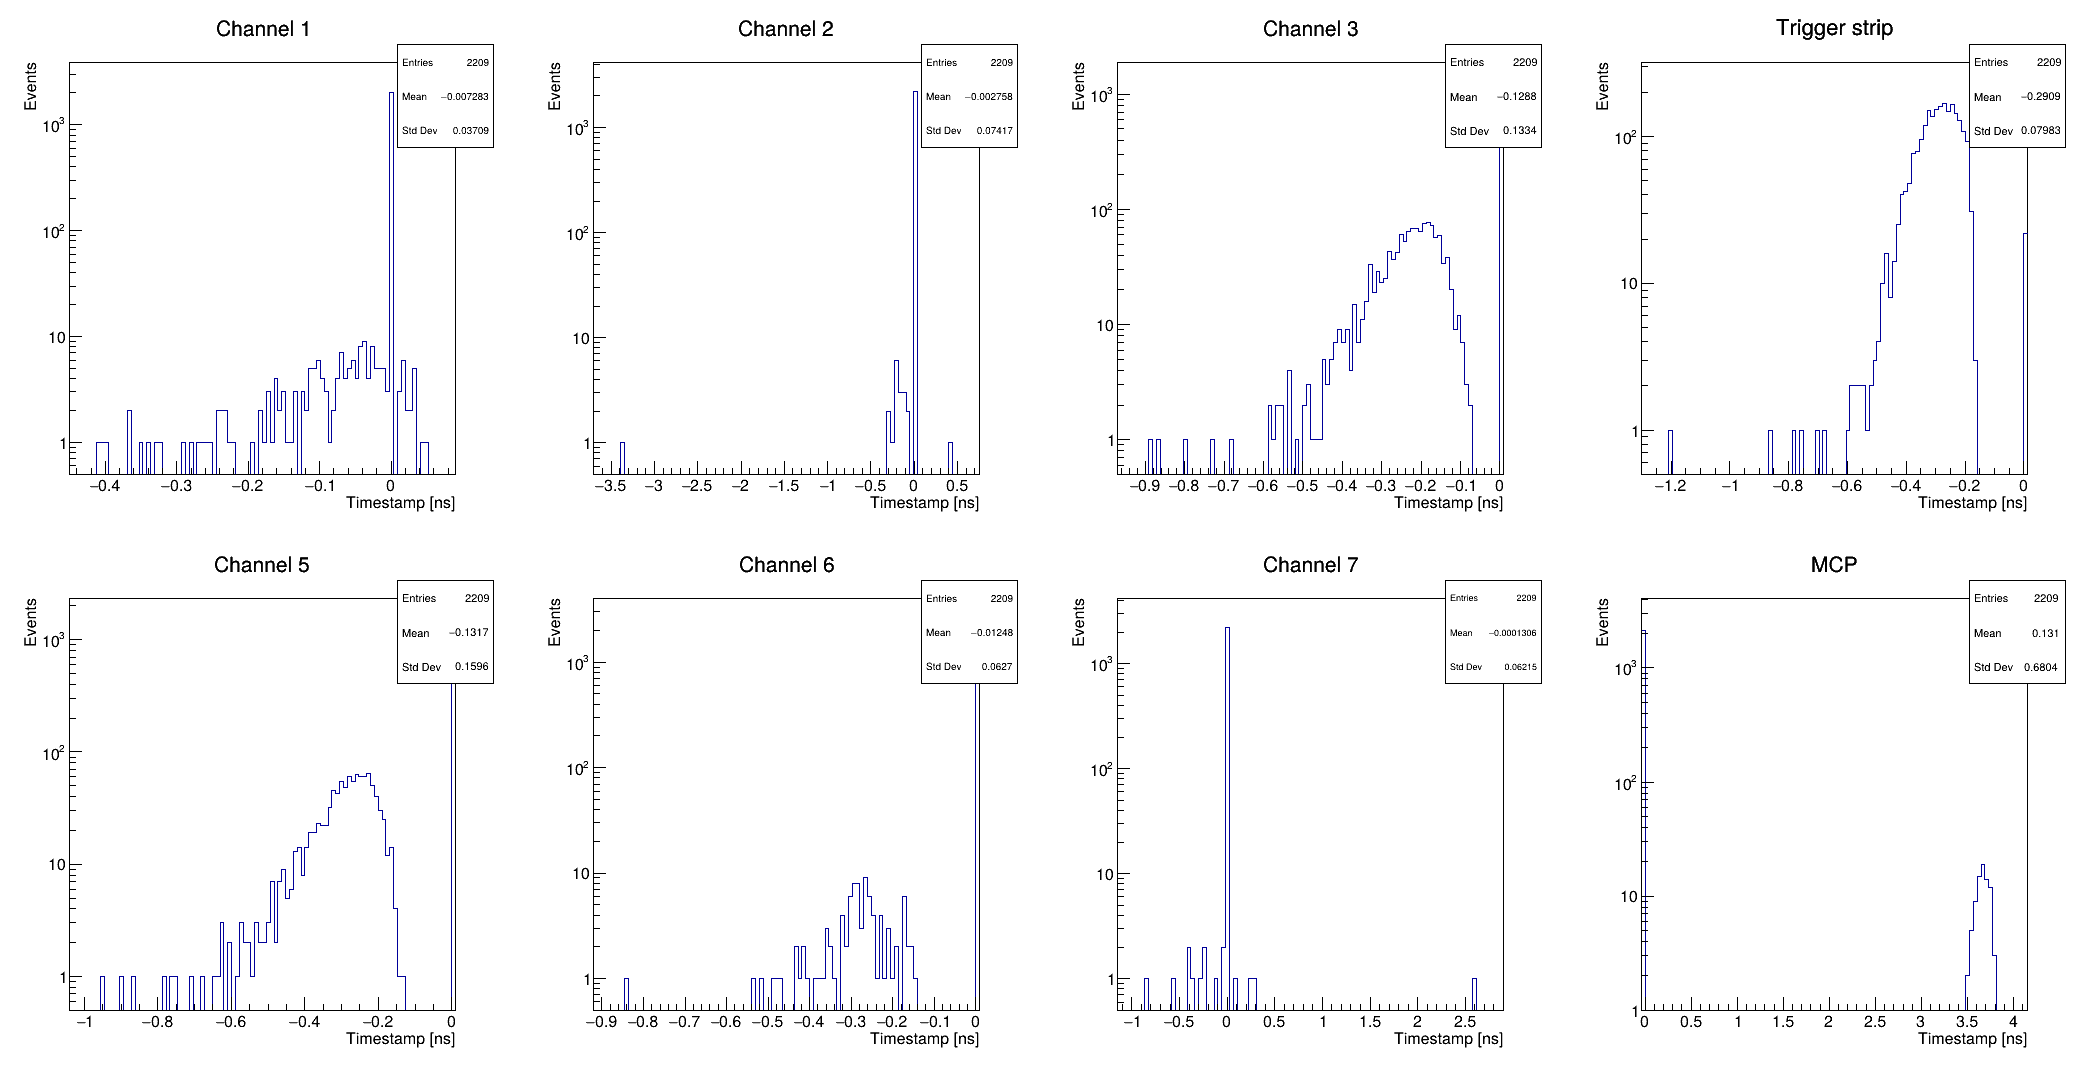 Channel 1
Events
Entries 2209
Mean −0.007283
Std Dev 0.03709
10³
10²
10
1
−0.4 −0.3 −0.2 −0.1 0
Timestamp [ns]
Channel 2
Events
Entries 2209
Mean −0.002758
Std Dev 0.07417
10³
10²
10
1
−3.5 −3 −2.5 −2 −1.5 −1 −0.5 0 0.5
Timestamp [ns]
Channel 3
Events
Entries 2209
Mean −0.1288
Std Dev 0.1334
10³
10²
10
1
−0.9 −0.8 −0.7 −0.6 −0.5 −0.4 −0.3 −0.2 −0.1 0
Timestamp [ns]
Trigger strip
Events
Entries 2209
Mean −0.2909
Std Dev 0.07983
10²
10
1
−1.2 −1 −0.8 −0.6 −0.4 −0.2 0
Timestamp [ns]
Channel 5
Events
Entries 2209
Mean −0.1317
Std Dev 0.1596
10³
10²
10
1
−1 −0.8 −0.6 −0.4 −0.2 0
Timestamp [ns]
Channel 6
Events
Entries 2209
Mean −0.01248
Std Dev 0.0627
10³
10²
10
1
−0.9 −0.8 −0.7 −0.6 −0.5 −0.4 −0.3 −0.2 −0.1 0
Timestamp [ns]
Channel 7
Events
Entries 2209
Mean −0.0001306
Std Dev 0.06215
10³
10²
10
1
−1 −0.5 0 0.5 1 1.5 2 2.5
Timestamp [ns]
MCP
Events
Entries 2209
Mean 0.131
Std Dev 0.6804
10³
10²
10
1
0 0.5 1 1.5 2 2.5 3 3.5 4
Timestamp [ns]